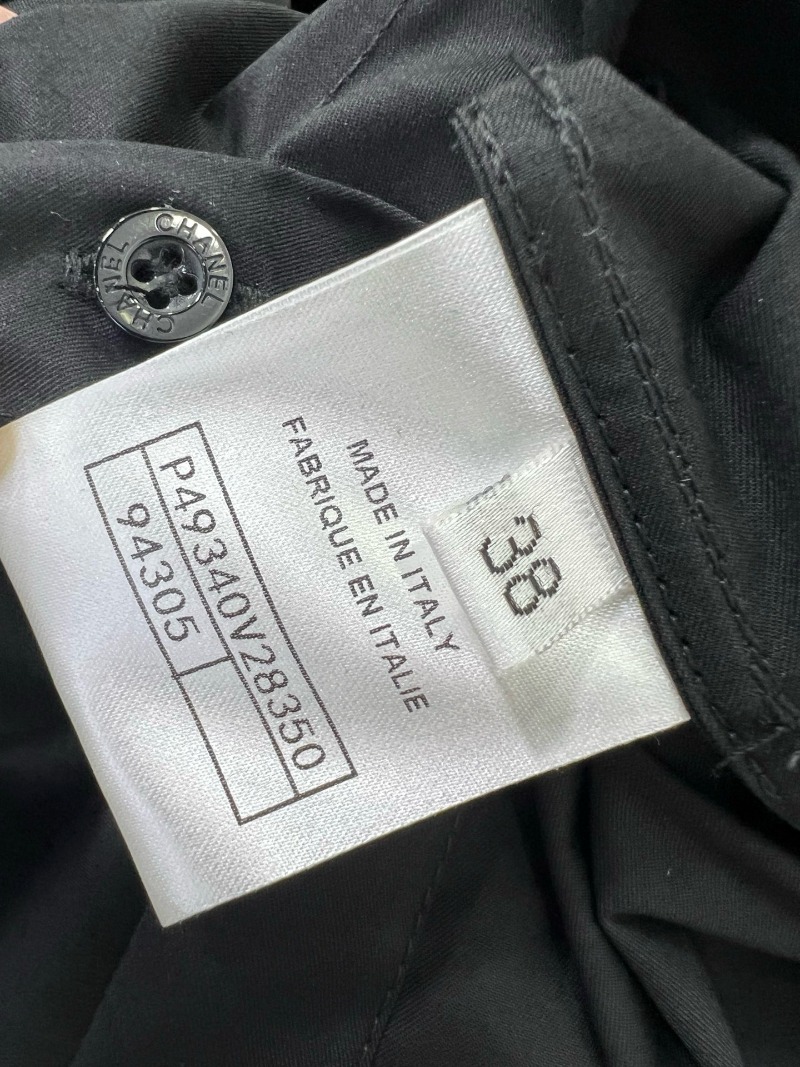 CHANEL
CHANEL
38
MADE IN ITALY
FABRIQUE EN ITALIE
P49340V28350
94305